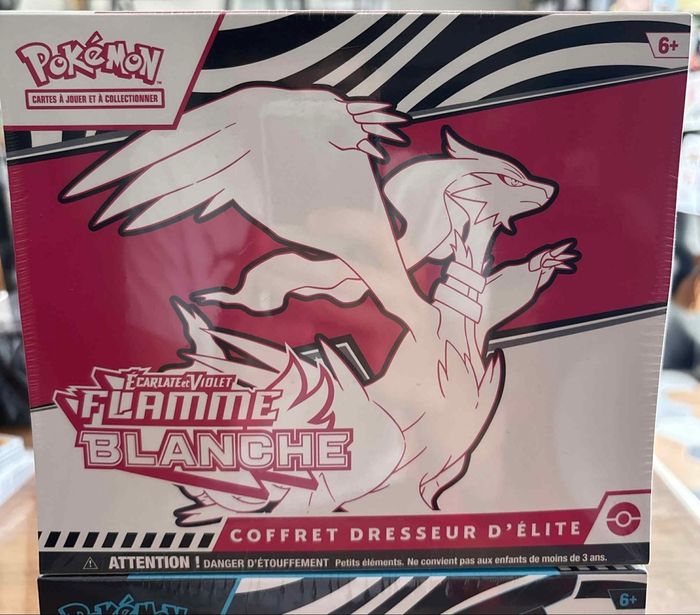 POKéMON
CARTES À JOUER ET À COLLECTIONNER
6+
ÉCARLATE et VIOLET
FLAMME
BLANCHE
COFFRET DRESSEUR D'ÉLITE
ATTENTION ! DANGER D'ÉTOUFFEMENT Petits éléments. Ne convient pas aux enfants de moins de 3 ans.
POKéMON
6+